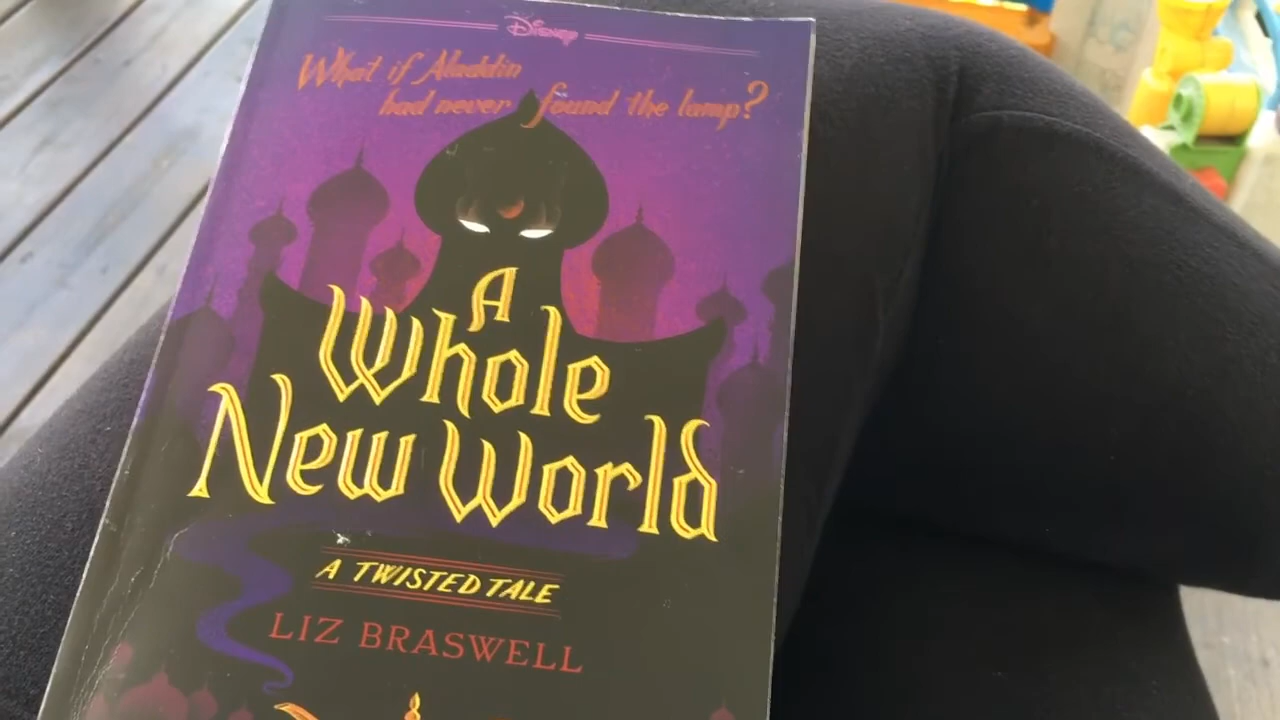 Disney
What if Aladdin
had never found the lamp?
A
Whole
New World
A TWISTED TALE
LIZ BRASWELL